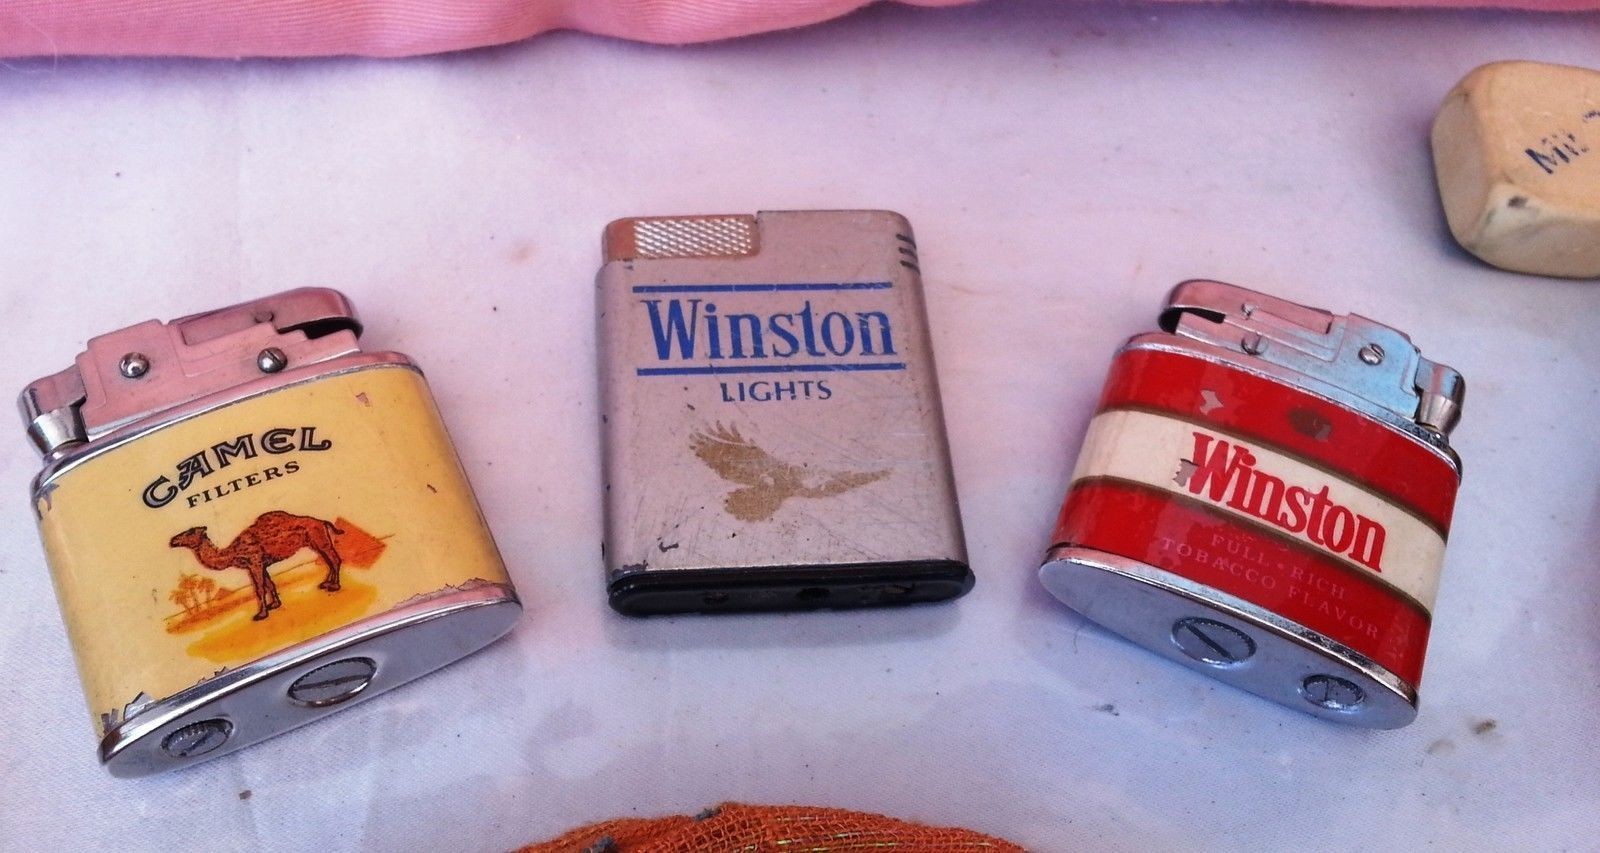 CAMEL
FILTERS
Winston
LIGHTS
Winston
FULL • RICH
TOBACCO FLAVOR